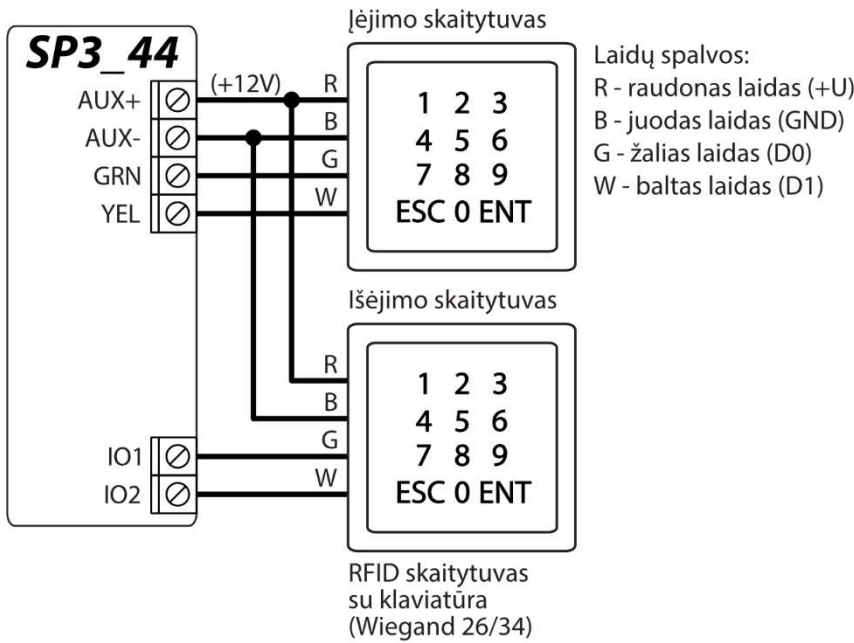 Įėjimo skaitytuvas
SP3_44
(+12V)
AUX+
AUX-
GRN
YEL
R
B
G
W
1 2 3
4 5 6
7 8 9
ESC 0 ENT
Laidų spalvos:
R - raudonas laidas (+U)
B - juodas laidas (GND)
G - žalias laidas (D0)
W - baltas laidas (D1)
Išėjimo skaitytuvas
IO1
IO2
R
B
G
W
1 2 3
4 5 6
7 8 9
ESC 0 ENT
RFID skaitytuvas
su klaviatūra
(Wiegand 26/34)